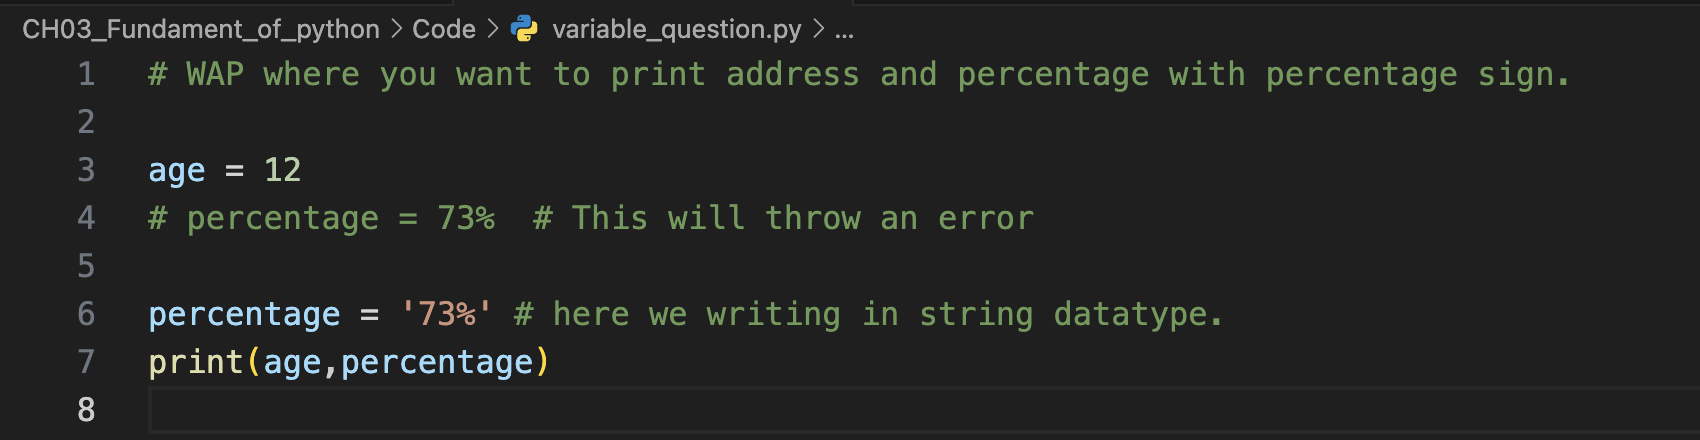 CH03_Fundament_of_python > Code > variable_question.py > ...
1 # WAP where you want to print address and percentage with percentage sign.
2
3 age = 12
4 # percentage = 73%  # This will throw an error
5
6 percentage = '73%' # here we writing in string datatype.
7 print(age,percentage)
8